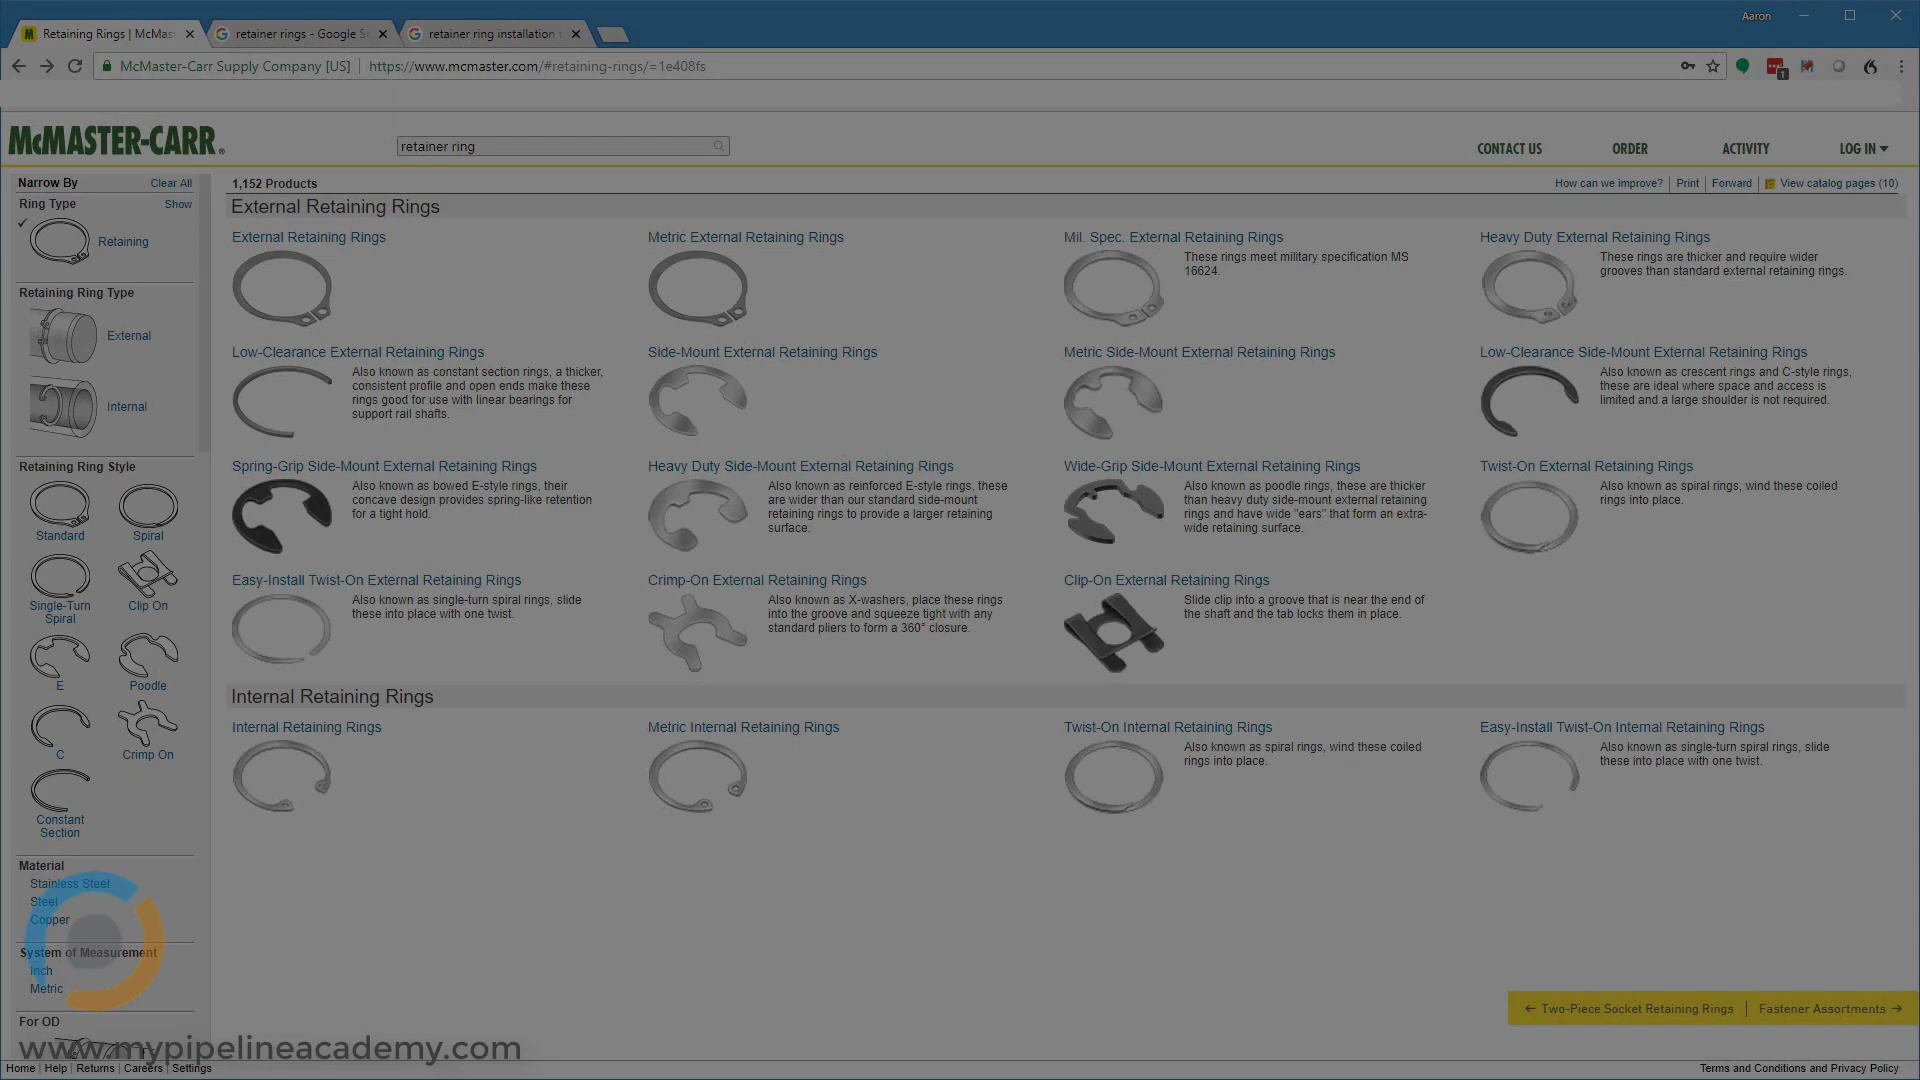 Aaron
Retaining Rings | McMas
retainer rings - Google S
retainer ring installation
McMaster-Carr Supply Company [US]
https://www.mcmaster.com/#retaining-rings/=1e408fs
1
McMASTER-CARR®
retainer ring
CONTACT US
ORDER
ACTIVITY
LOG IN
Narrow By
Clear All
Ring Type
Show
Retaining
Retaining Ring Type
External
Internal
Retaining Ring Style
Standard
Spiral
Single-Turn
Spiral
Clip On
E
Poodle
C
Crimp On
Constant
Section
Material
Stainless Steel
Steel
Copper
System of Measurement
Inch
Metric
For OD
1,152 Products
How can we improve?
Print
Forward
View catalog pages (10)
External Retaining Rings
External Retaining Rings
Metric External Retaining Rings
Mil. Spec. External Retaining Rings
These rings meet military specification MS
16624.
Heavy Duty External Retaining Rings
These rings are thicker and require wider
grooves than standard external retaining rings.
Low-Clearance External Retaining Rings
Also known as constant section rings, a thicker,
consistent profile and open ends make these
rings good for use with linear bearings for
support rail shafts.
Side-Mount External Retaining Rings
Metric Side-Mount External Retaining Rings
Low-Clearance Side-Mount External Retaining Rings
Also known as crescent rings and C-style rings,
these are ideal where space and access is
limited and a large shoulder is not required.
Spring-Grip Side-Mount External Retaining Rings
Also known as bowed E-style rings, their
concave design provides spring-like retention
for a tight hold.
Heavy Duty Side-Mount External Retaining Rings
Also known as reinforced E-style rings, these
are wider than our standard side-mount
retaining rings to provide a larger retaining
surface.
Wide-Grip Side-Mount External Retaining Rings
Also known as poodle rings, these are thicker
than heavy duty side-mount external retaining
rings and have wide "ears" that form an extra-
wide retaining surface.
Twist-On External Retaining Rings
Also known as spiral rings, wind these coiled
rings into place.
Easy-Install Twist-On External Retaining Rings
Also known as single-turn spiral rings, slide
these into place with one twist.
Crimp-On External Retaining Rings
Also known as X-washers, place these rings
into the groove and squeeze tight with any
standard pliers to form a 360° closure.
Clip-On External Retaining Rings
Slide clip into a groove that is near the end of
the shaft and the tab locks them in place.
Internal Retaining Rings
Internal Retaining Rings
Metric Internal Retaining Rings
Twist-On Internal Retaining Rings
Also known as spiral rings, wind these coiled
rings into place.
Easy-Install Twist-On Internal Retaining Rings
Also known as single-turn spiral rings, slide
these into place with one twist.
← Two-Piece Socket Retaining Rings
Fastener Assortments →
www.mypipelineacademy.com
Home | Help | Returns | Careers | Settings
Terms and Conditions and Privacy Policy